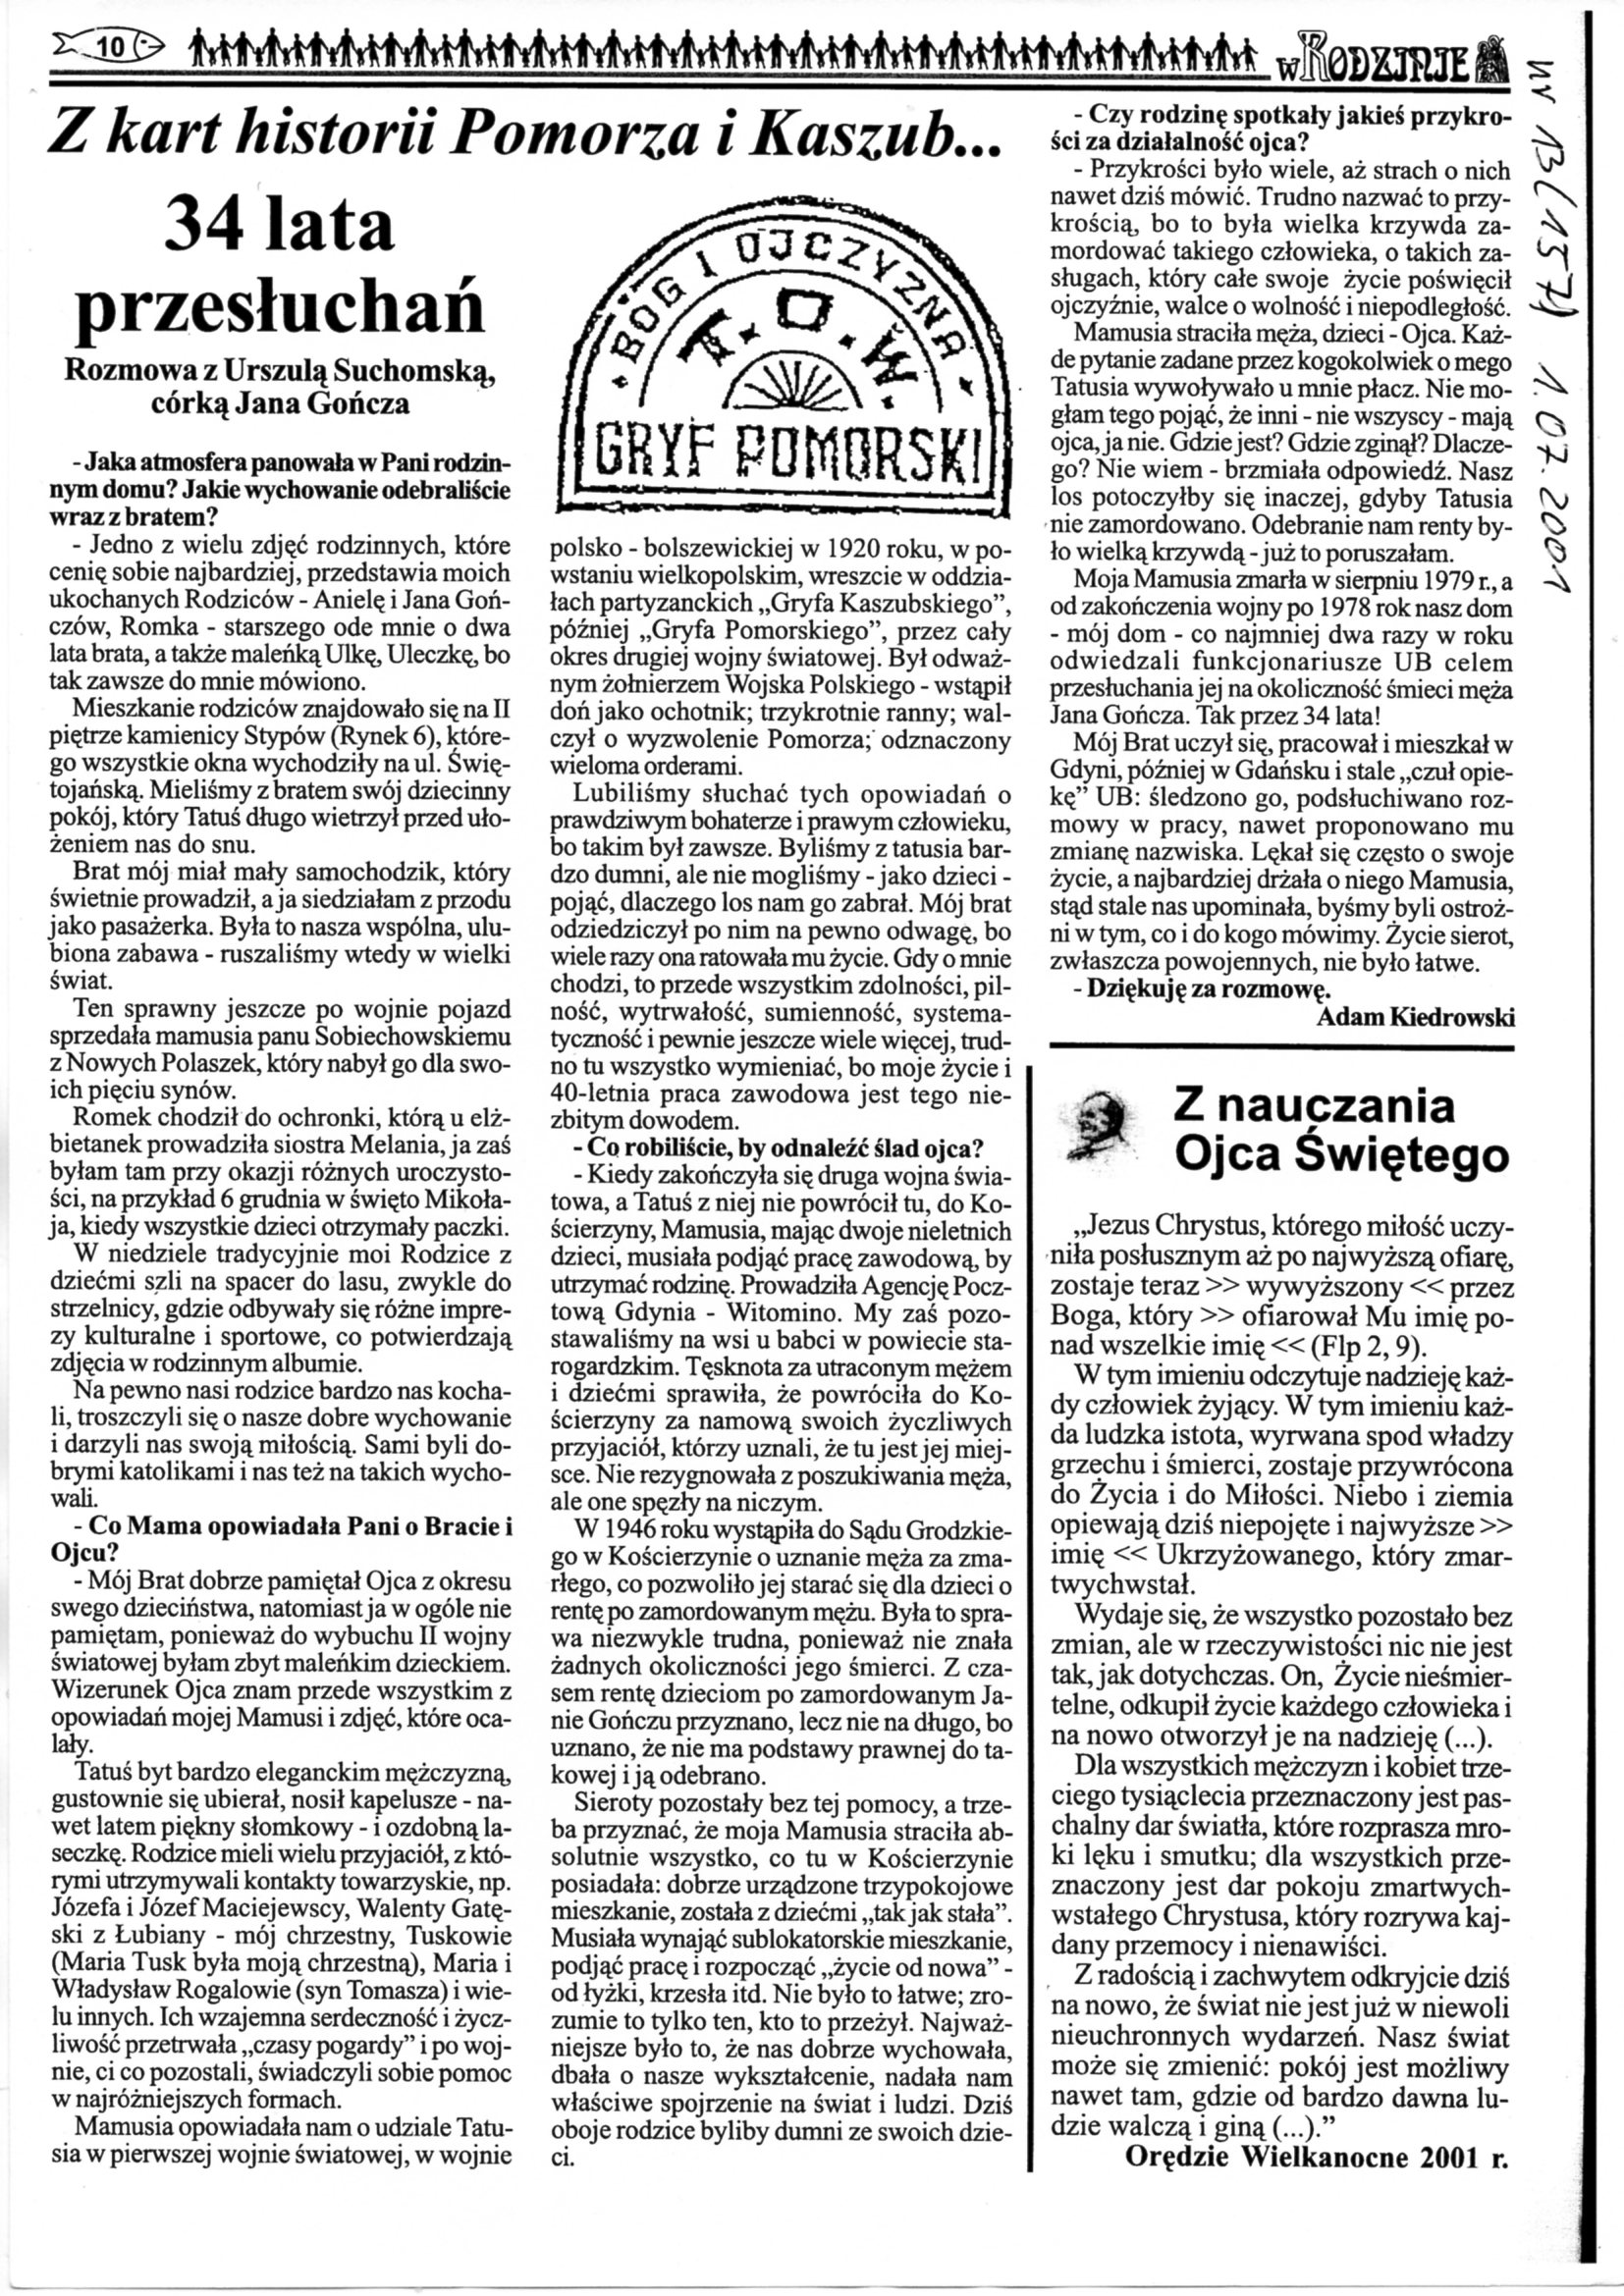 10
wRODZINIE
Z kart historii Pomorza i Kaszub...
34 lata
przesłuchań
Rozmowa z Urszulą Suchomską,
córką Jana Gończa
- Jaka atmosfera panowała w Pani rodzin-
nym domu? Jakie wychowanie odebraliście
wraz z bratem?
- Jedno z wielu zdjęć rodzinnych, które
cenię sobie najbardziej, przedstawia moich
ukochanych Rodziców - Anielę i Jana Goń-
czów, Romka - starszego ode mnie o dwa
lata brata, a także maleńką Ulkę, Uleczkę, bo
tak zawsze do mnie mówiono.
Mieszkanie rodziców znajdowało się na II
piętrze kamienicy Stypów (Rynek 6), które-
go wszystkie okna wychodziły na ul. Świę-
tojańską. Mieliśmy z bratem swój dziecinny
pokój, który Tatuś długo wietrzył przed uło-
żeniem nas do snu.
Brat mój miał mały samochodzik, który
świetnie prowadził, a ja siedziałam z przodu
jako pasażerka. Była to nasza wspólna, ulu-
biona zabawa - ruszaliśmy wtedy w wielki
świat.
Ten sprawny jeszcze po wojnie pojazd
sprzedała mamusia panu Sobiechowskiemu
z Nowych Polaszek, który nabył go dla swo-
ich pięciu synów.
Romek chodził do ochronki, którą u elż-
bietanek prowadziła siostra Melania, ja zaś
byłam tam przy okazji różnych uroczysto-
ści, na przykład 6 grudnia w święto Mikoła-
ja, kiedy wszystkie dzieci otrzymały paczki.
W niedziele tradycyjnie moi Rodzice z
dziećmi szli na spacer do lasu, zwykle do
strzelnicy, gdzie odbywały się różne impre-
zy kulturalne i sportowe, co potwierdzają
zdjęcia w rodzinnym albumie.
Na pewno nasi rodzice bardzo nas kocha-
li, troszczyli się o nasze dobre wychowanie
i darzyli nas swoją miłością. Sami byli do-
brymi katolikami i nas też na takich wycho-
wali.
- Co Mama opowiadała Pani o Bracie i
Ojcu?
- Mój Brat dobrze pamiętał Ojca z okresu
swego dzieciństwa, natomiast ja w ogóle nie
pamiętam, ponieważ do wybuchu II wojny
światowej byłam zbyt maleńkim dzieckiem.
Wizerunek Ojca znam przede wszystkim z
opowiadań mojej Mamusi i zdjęć, które oca-
lały.
Tatuś byt bardzo eleganckim mężczyzną,
gustownie się ubierał, nosił kapelusze - na-
wet latem piękny słomkowy - i ozdobną la-
seczkę. Rodzice mieli wielu przyjaciół, z któ-
rymi utrzymywali kontakty towarzyskie, np.
Józefa i Józef Maciejewscy, Walenty Gatę-
ski z Łubiany - mój chrzestny, Tuskowie
(Maria Tusk była moją chrzestną), Maria i
Władysław Rogalowie (syn Tomasza) i wie-
lu innych. Ich wzajemna serdeczność i życz-
liwość przetrwała „czasy pogardy” i po woj-
nie, ci co pozostali, świadczyli sobie pomoc
w najróżniejszych formach.
Mamusia opowiadała nam o udziale Tatu-
sia w pierwszej wojnie światowej, w wojnie
BÓG I OJCZYZNA
T.O.W.
GRYF POMORSKI
polsko - bolszewickiej w 1920 roku, w po-
wstaniu wielkopolskim, wreszcie w oddzia-
łach partyzanckich „Gryfa Kaszubskiego”,
później „Gryfa Pomorskiego”, przez cały
okres drugiej wojny światowej. Był odważ-
nym żołnierzem Wojska Polskiego - wstąpił
doń jako ochotnik; trzykrotnie ranny; wal-
czył o wyzwolenie Pomorza; odznaczony
wieloma orderami.
Lubiliśmy słuchać tych opowiadań o
prawdziwym bohaterze i prawym człowieku,
bo takim był zawsze. Byliśmy z tatusia bar-
dzo dumni, ale nie mogliśmy - jako dzieci -
pojąć, dlaczego los nam go zabrał. Mój brat
odziedziczył po nim na pewno odwagę, bo
wiele razy ona ratowała mu życie. Gdy o mnie
chodzi, to przede wszystkim zdolności, pil-
ność, wytrwałość, sumienność, systema-
tyczność i pewnie jeszcze wiele więcej, trud-
no tu wszystko wymieniać, bo moje życie i
40-letnia praca zawodowa jest tego nie-
zbitym dowodem.
- Co robiliście, by odnaleźć ślad ojca?
- Kiedy zakończyła się druga wojna świa-
towa, a Tatuś z niej nie powrócił tu, do Ko-
ścierzyny, Mamusia, mając dwoje nieletnich
dzieci, musiała podjąć pracę zawodową, by
utrzymać rodzinę. Prowadziła Agencję Pocz-
tową Gdynia - Witomino. My zaś pozo-
stawaliśmy na wsi u babci w powiecie sta-
rogardzkim. Tęsknota za utraconym mężem
i dziećmi sprawiła, że powróciła do Ko-
ścierzyny za namową swoich życzliwych
przyjaciół, którzy uznali, że tu jest jej miej-
sce. Nie rezygnowała z poszukiwania męża,
ale one spęzły na niczym.
W 1946 roku wystąpiła do Sądu Grodzkie-
go w Kościerzynie o uznanie męża za zma-
rłego, co pozwoliło jej starać się dla dzieci o
rentę po zamordowanym mężu. Była to spra-
wa niezwykle trudna, ponieważ nie znała
żadnych okoliczności jego śmierci. Z cza-
sem rentę dzieciom po zamordowanym Ja-
nie Gończu przyznano, lecz nie na długo, bo
uznano, że nie ma podstawy prawnej do ta-
kowej i ją odebrano.
Sieroty pozostały bez tej pomocy, a trze-
ba przyznać, że moja Mamusia straciła ab-
solutnie wszystko, co tu w Kościerzynie
posiadała: dobrze urządzone trzypokojowe
mieszkanie, została z dziećmi „tak jak stała”.
Musiała wynająć sublokatorskie mieszkanie,
podjąć pracę i rozpocząć „życie od nowa” -
od łyżki, krzesła itd. Nie było to łatwe; zro-
zumie to tylko ten, kto to przeżył. Najważ-
niejsze było to, że nas dobrze wychowała,
dbała o nasze wykształcenie, nadała nam
właściwe spojrzenie na świat i ludzi. Dziś
oboje rodzice byliby dumni ze swoich dzie-
ci.
- Czy rodzinę spotkały jakieś przykro-
ści za działalność ojca?
- Przykrości było wiele, aż strach o nich
nawet dziś mówić. Trudno nazwać to przy-
krością, bo to była wielka krzywda za-
mordować takiego człowieka, o takich za-
sługach, który całe swoje życie poświęcił
ojczyźnie, walce o wolność i niepodległość.
Mamusia straciła męża, dzieci - Ojca. Każ-
de pytanie zadane przez kogokolwiek o mego
Tatusia wywoływało u mnie płacz. Nie mo-
głam tego pojąć, że inni - nie wszyscy - mają
ojca, ja nie. Gdzie jest? Gdzie zginął? Dlacze-
go? Nie wiem - brzmiała odpowiedź. Nasz
los potoczyłby się inaczej, gdyby Tatusia
nie zamordowano. Odebranie nam renty by-
ło wielką krzywdą - już to poruszałam.
Moja Mamusia zmarła w sierpniu 1979 r., a
od zakończenia wojny po 1978 rok nasz dom
- mój dom - co najmniej dwa razy w roku
odwiedzali funkcjonariusze UB celem
przesłuchania jej na okoliczność śmieci męża
Jana Gończa. Tak przez 34 lata!
Mój Brat uczył się, pracował i mieszkał w
Gdyni, później w Gdańsku i stale „czuł opie-
kę” UB: śledzono go, podsłuchiwano roz-
mowy w pracy, nawet proponowano mu
zmianę nazwiska. Lękał się często o swoje
życie, a najbardziej drżała o niego Mamusia,
stąd stale nas upominała, byśmy byli ostroż-
ni w tym, co i do kogo mówimy. Życie sierot,
zwłaszcza powojennych, nie było łatwe.
- Dziękuję za rozmowę.
Adam Kiedrowski
Z nauczania
Ojca Świętego
„Jezus Chrystus, którego miłość uczy-
niła posłusznym aż po najwyższą ofiarę,
zostaje teraz >> wywyższony << przez
Boga, który >> ofiarował Mu imię po-
nad wszelkie imię << (Flp 2, 9).
W tym imieniu odczytuje nadzieję każ-
dy człowiek żyjący. W tym imieniu każ-
da ludzka istota, wyrwana spod władzy
grzechu i śmierci, zostaje przywrócona
do Życia i do Miłości. Niebo i ziemia
opiewają dziś niepojęte i najwyższe >>
imię << Ukrzyżowanego, który zmar-
twychwstał.
Wydaje się, że wszystko pozostało bez
zmian, ale w rzeczywistości nic nie jest
tak, jak dotychczas. On, Życie nieśmier-
telne, odkupił życie każdego człowieka i
na nowo otworzył je na nadzieję (...).
Dla wszystkich mężczyzn i kobiet trze-
ciego tysiąclecia przeznaczony jest pas-
chalny dar światła, które rozprasza mro-
ki lęku i smutku; dla wszystkich prze-
znaczony jest dar pokoju zmartwych-
wstałego Chrystusa, który rozrywa kaj-
dany przemocy i nienawiści.
Z radością i zachwytem odkryjcie dziś
na nowo, że świat nie jest już w niewoli
nieuchronnych wydarzeń. Nasz świat
może się zmienić: pokój jest możliwy
nawet tam, gdzie od bardzo dawna lu-
dzie walczą i giną (...).”
Orędzie Wielkanocne 2001 r.
nr 13(157) 1.07.2001